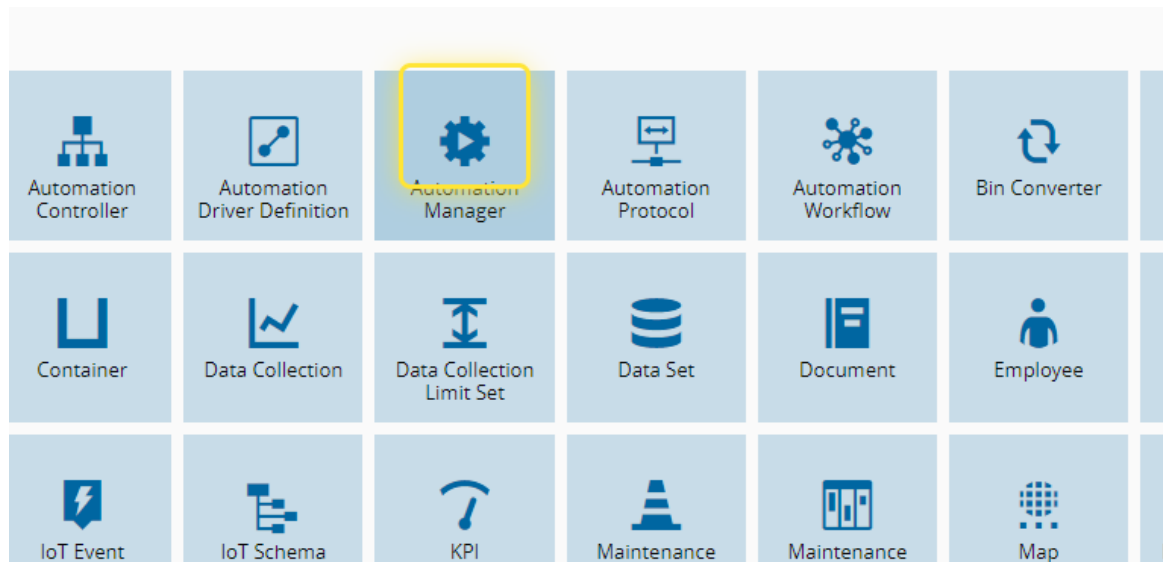 Automation
Controller
Automation
Driver Definition
Automation
Manager
Automation
Protocol
Automation
Workflow
Bin Converter
Container
Data Collection
Data Collection
Limit Set
Data Set
Document
Employee
IoT Event
IoT Schema
KPI
Maintenance
Maintenance
Map